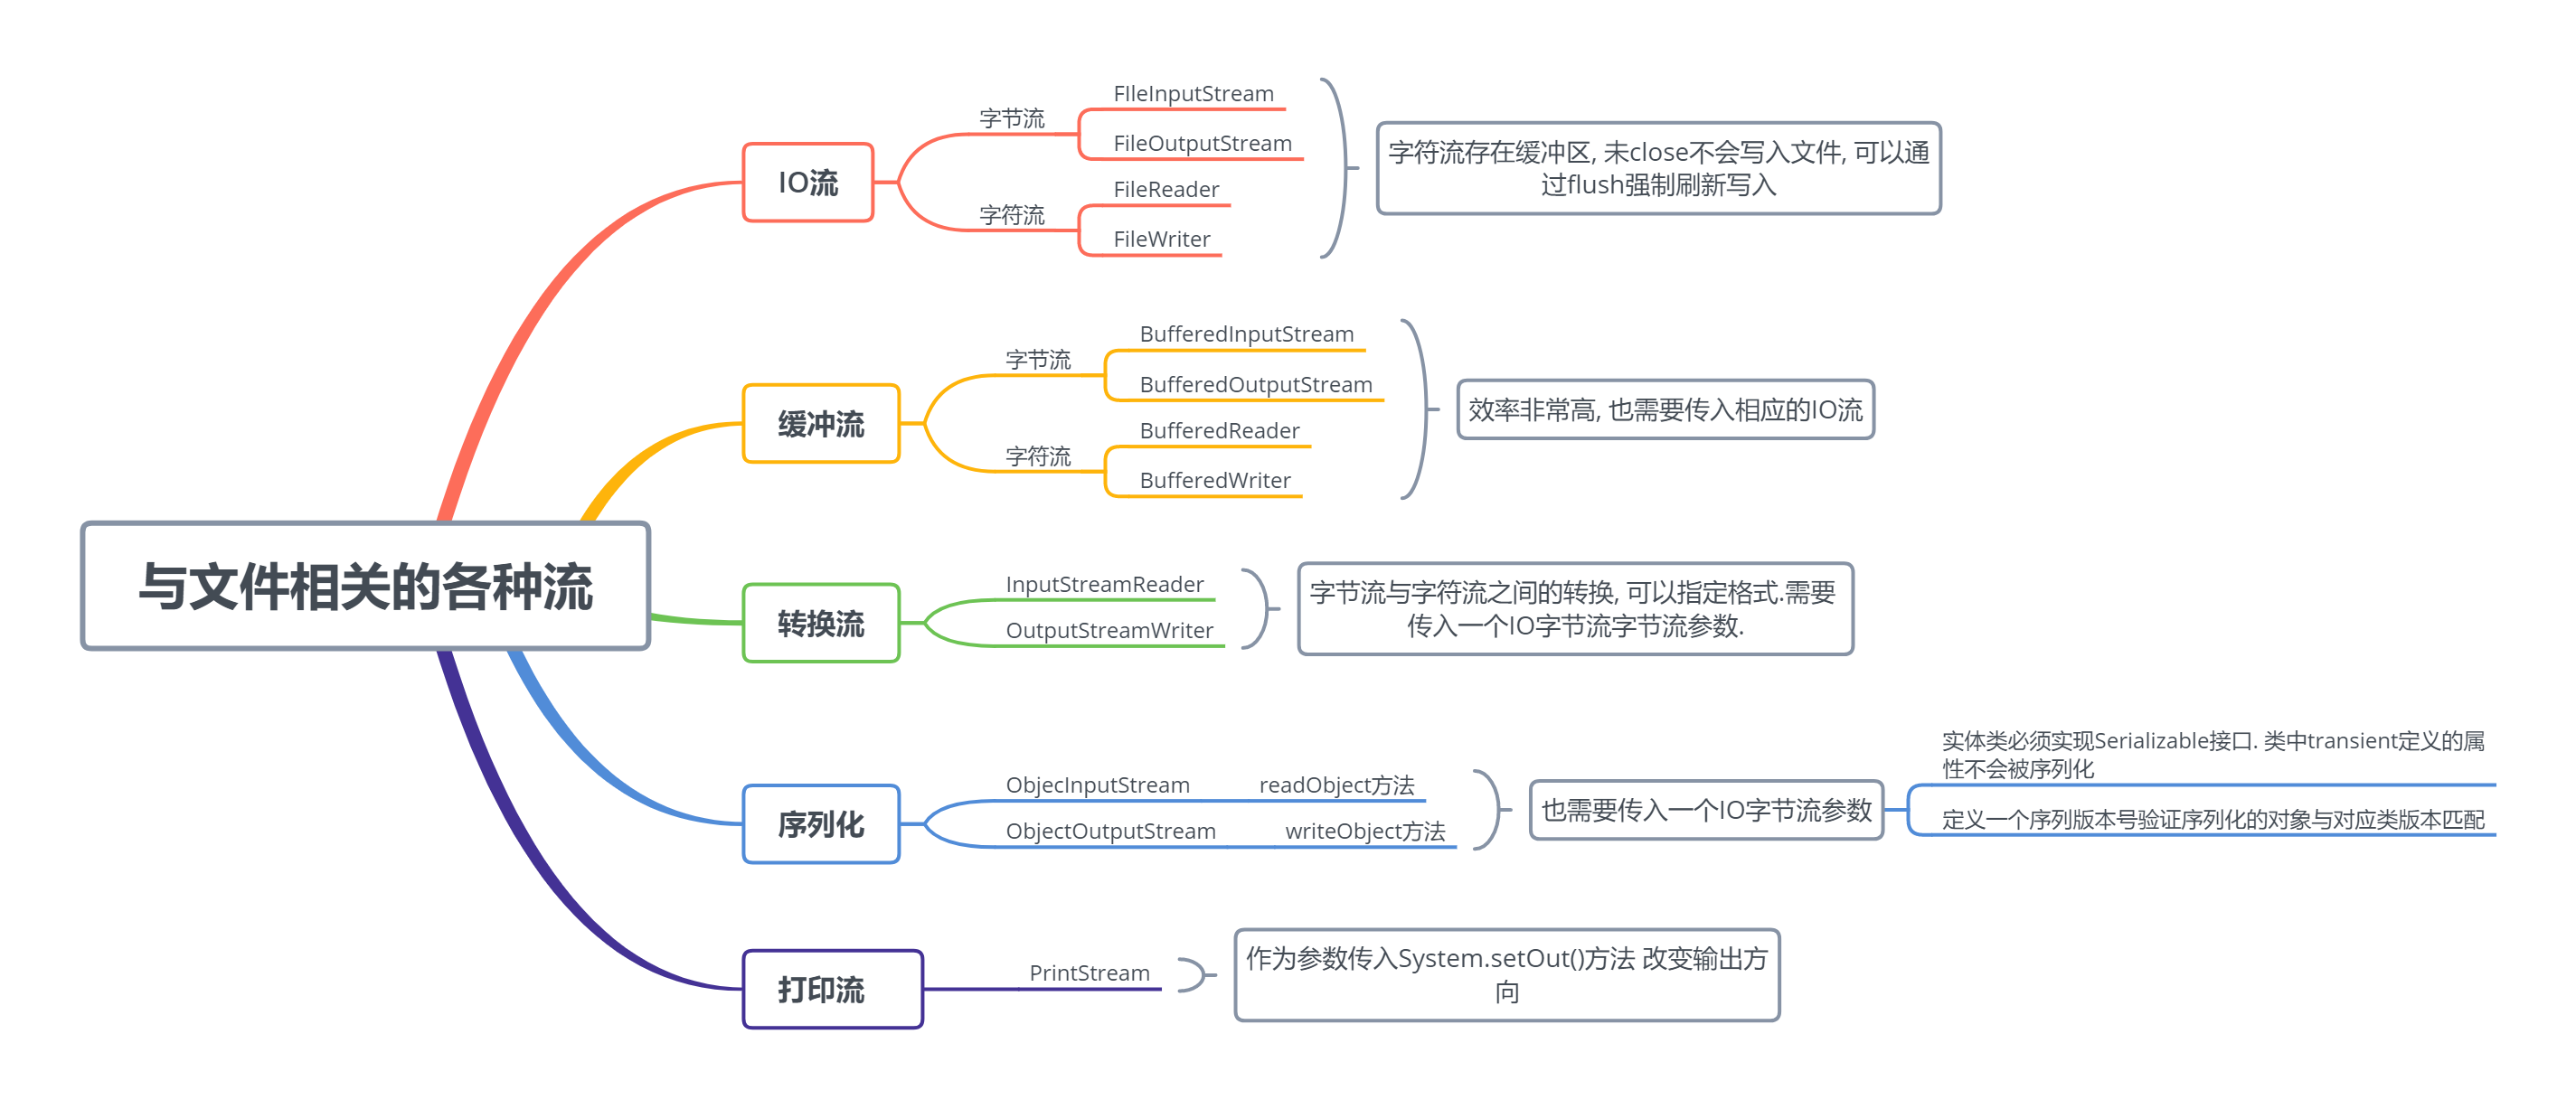 与文件相关的各种流
IO流
字节流
FIleInputStream
FileOutputStream
字符流
FileReader
FileWriter
字符流存在缓冲区, 未close不会写入文件, 可以通
过flush强制刷新写入
缓冲流
字节流
BufferedInputStream
BufferedOutputStream
字符流
BufferedReader
BufferedWriter
效率非常高, 也需要传入相应的IO流
转换流
InputStreamReader
OutputStreamWriter
字节流与字符流之间的转换, 可以指定格式.需要
传入一个IO字节流字节流参数.
序列化
ObjecInputStream
readObject方法
ObjectOutputStream
writeObject方法
也需要传入一个IO字节流参数
实体类必须实现Serializable接口. 类中transient定义的属
性不会被序列化
定义一个序列版本号验证序列化的对象与对应类版本匹配
打印流
PrintStream
作为参数传入System.setOut()方法 改变输出方
向